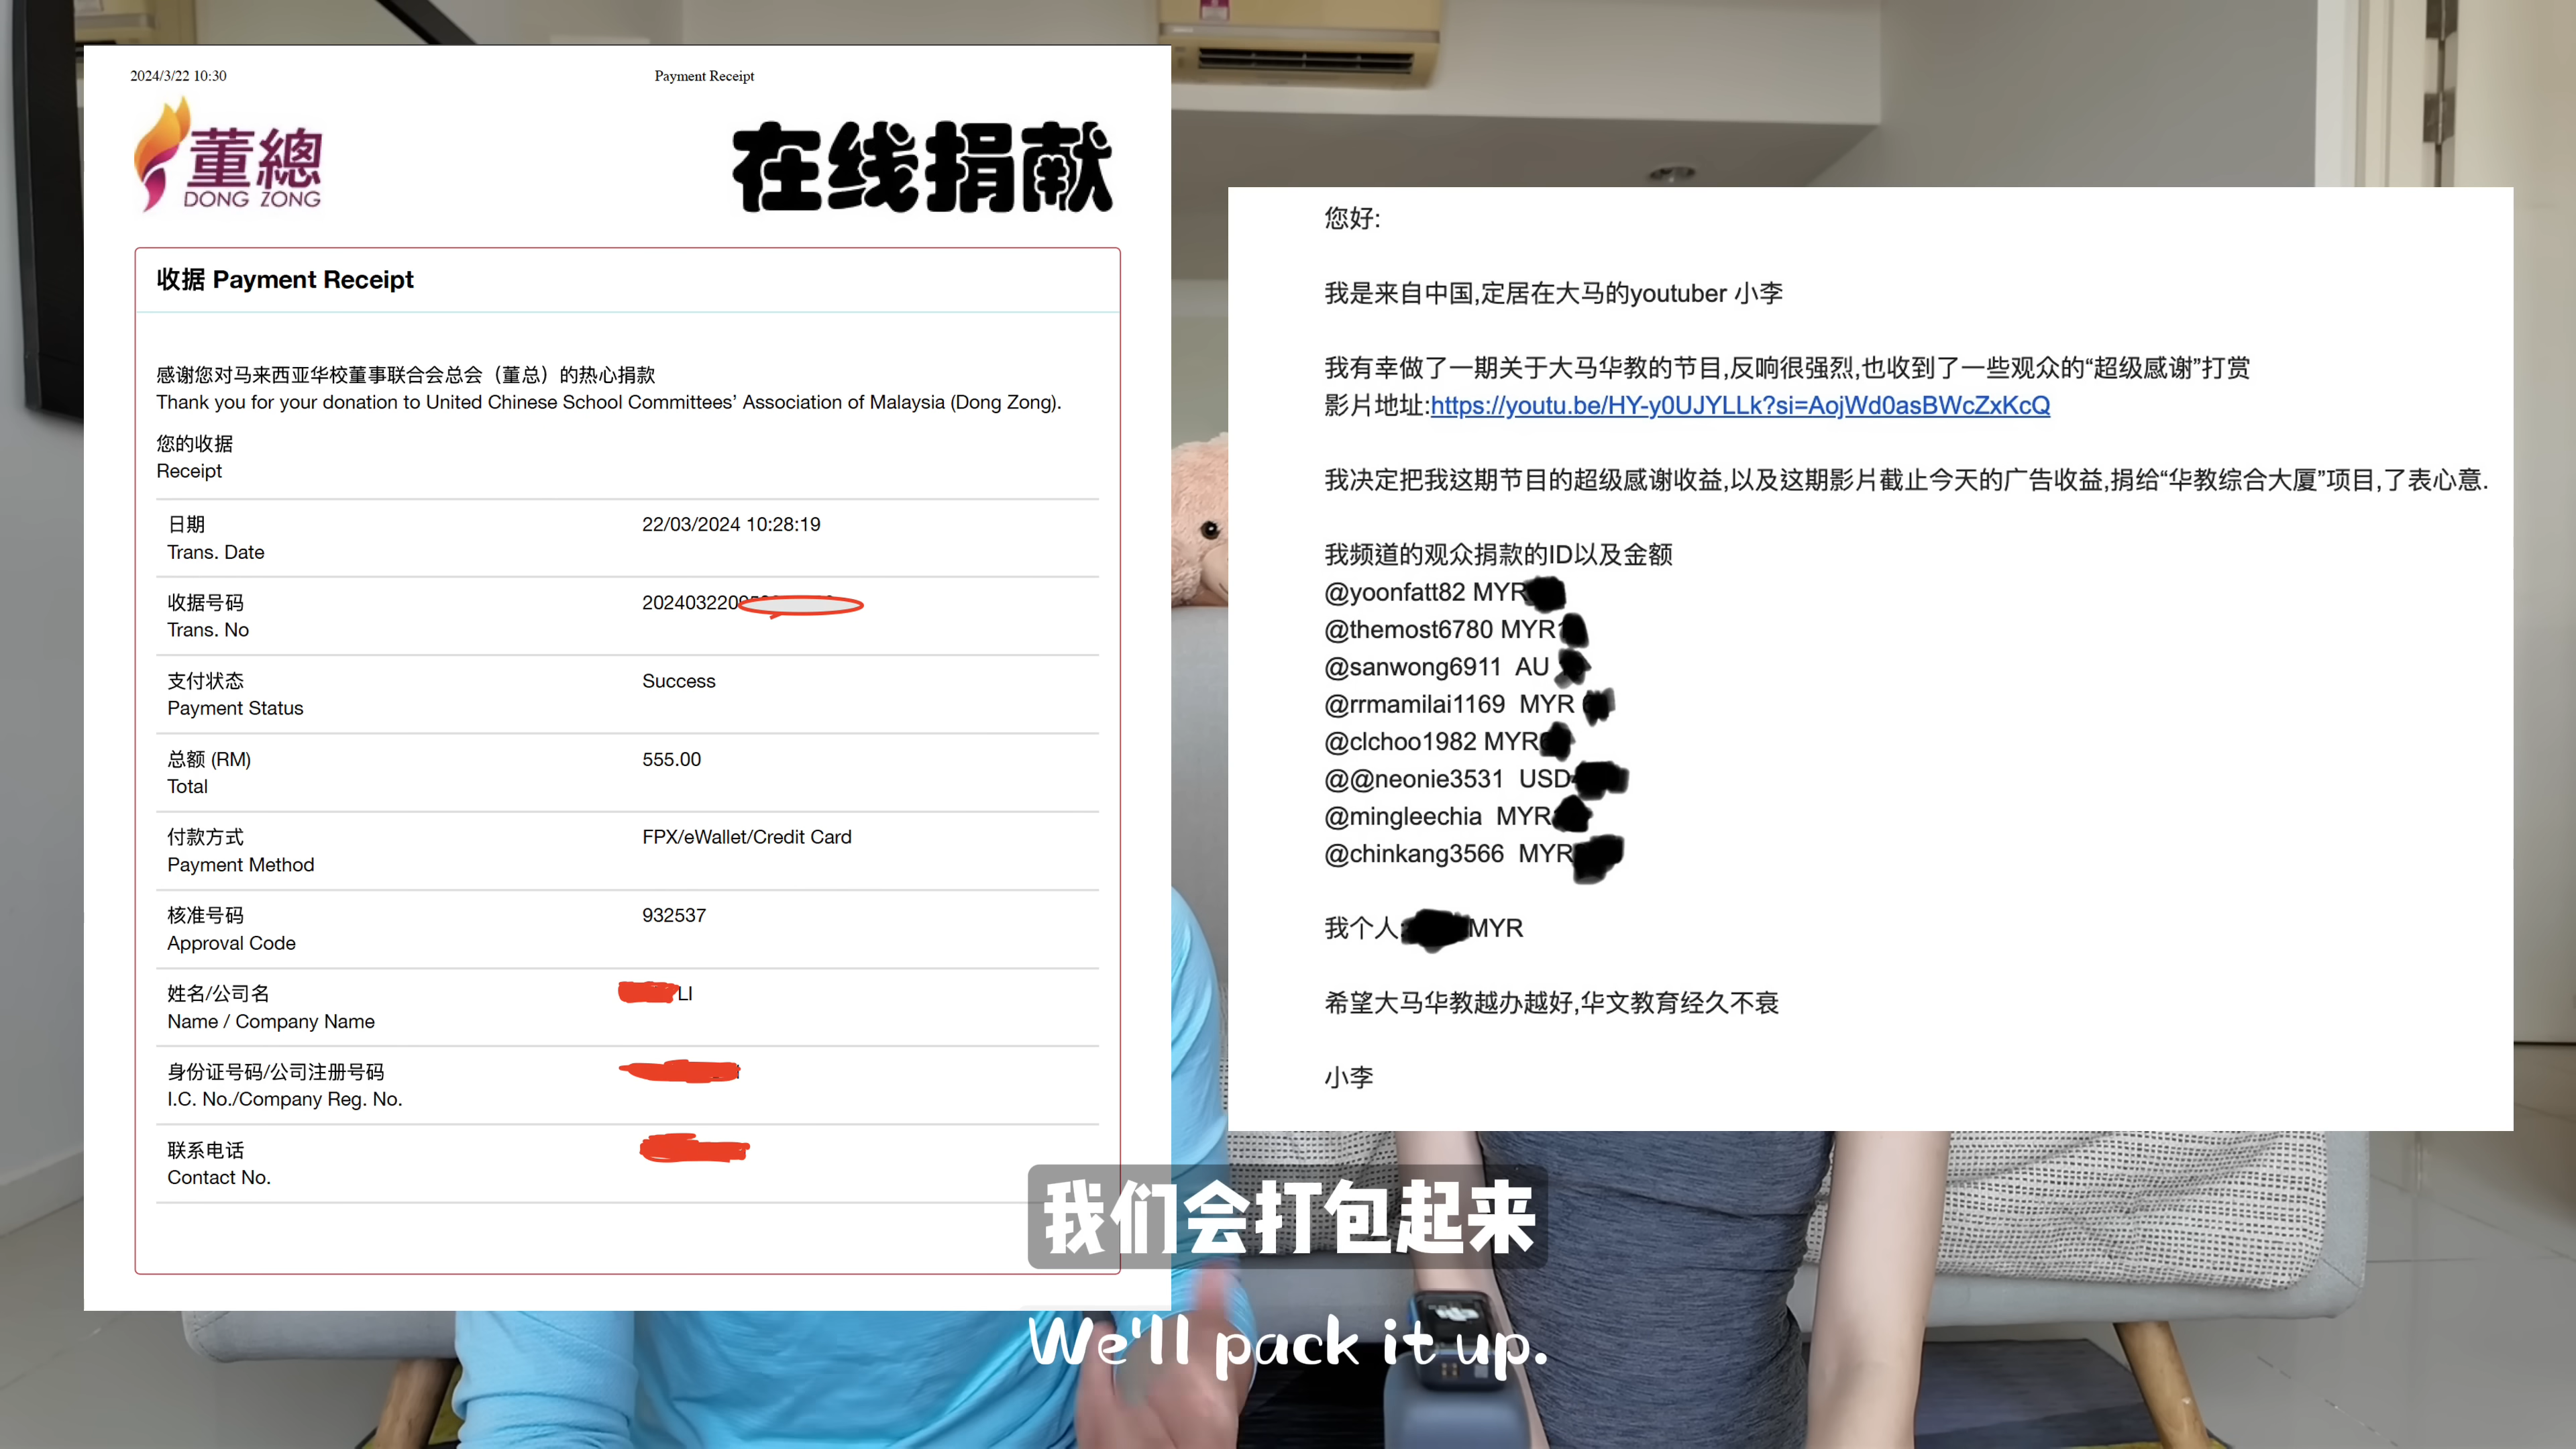 2024/3/22 10:30
Payment Receipt
董總
DONG ZONG
在线捐献
收据 Payment Receipt
感谢您对马来西亚华校董事联合会总会（董总）的热心捐款
Thank you for your donation to United Chinese School Committees’ Association of Malaysia (Dong Zong).
您的收据
Receipt
日期
22/03/2024 10:28:19
Trans. Date
收据号码
2024032209
Trans. No
支付状态
Success
Payment Status
总额 (RM)
555.00
Total
付款方式
FPX/eWallet/Credit Card
Payment Method
核准号码
932537
Approval Code
姓名/公司名
LI
Name / Company Name
身份证号码/公司注册号码
I.C. No./Company Reg. No.
联系电话
Contact No.
您好:
我是来自中国,定居在大马的youtuber 小李
我有幸做了一期关于大马华教的节目,反响很强烈,也收到了一些观众的“超级感谢”打赏
影片地址:https://youtu.be/HY-y0UJYLLk?si=AojWd0asBWcZxKcQ
我决定把我这期节目的超级感谢收益,以及这期影片截止今天的广告收益,捐给“华教综合大厦”项目,了表心意.
我频道的观众捐款的ID以及金额
@yoonfatt82 MYR
@themost6780 MYR
@sanwong6911 AU
@rrmamilai1169 MYR
@clchoo1982 MYR
@@neonie3531 USD
@mingleechia MYR
@chinkang3566 MYR
我个人 MYR
希望大马华教越办越好,华文教育经久不衰
小李
我们会打包起来
We'll pack it up.